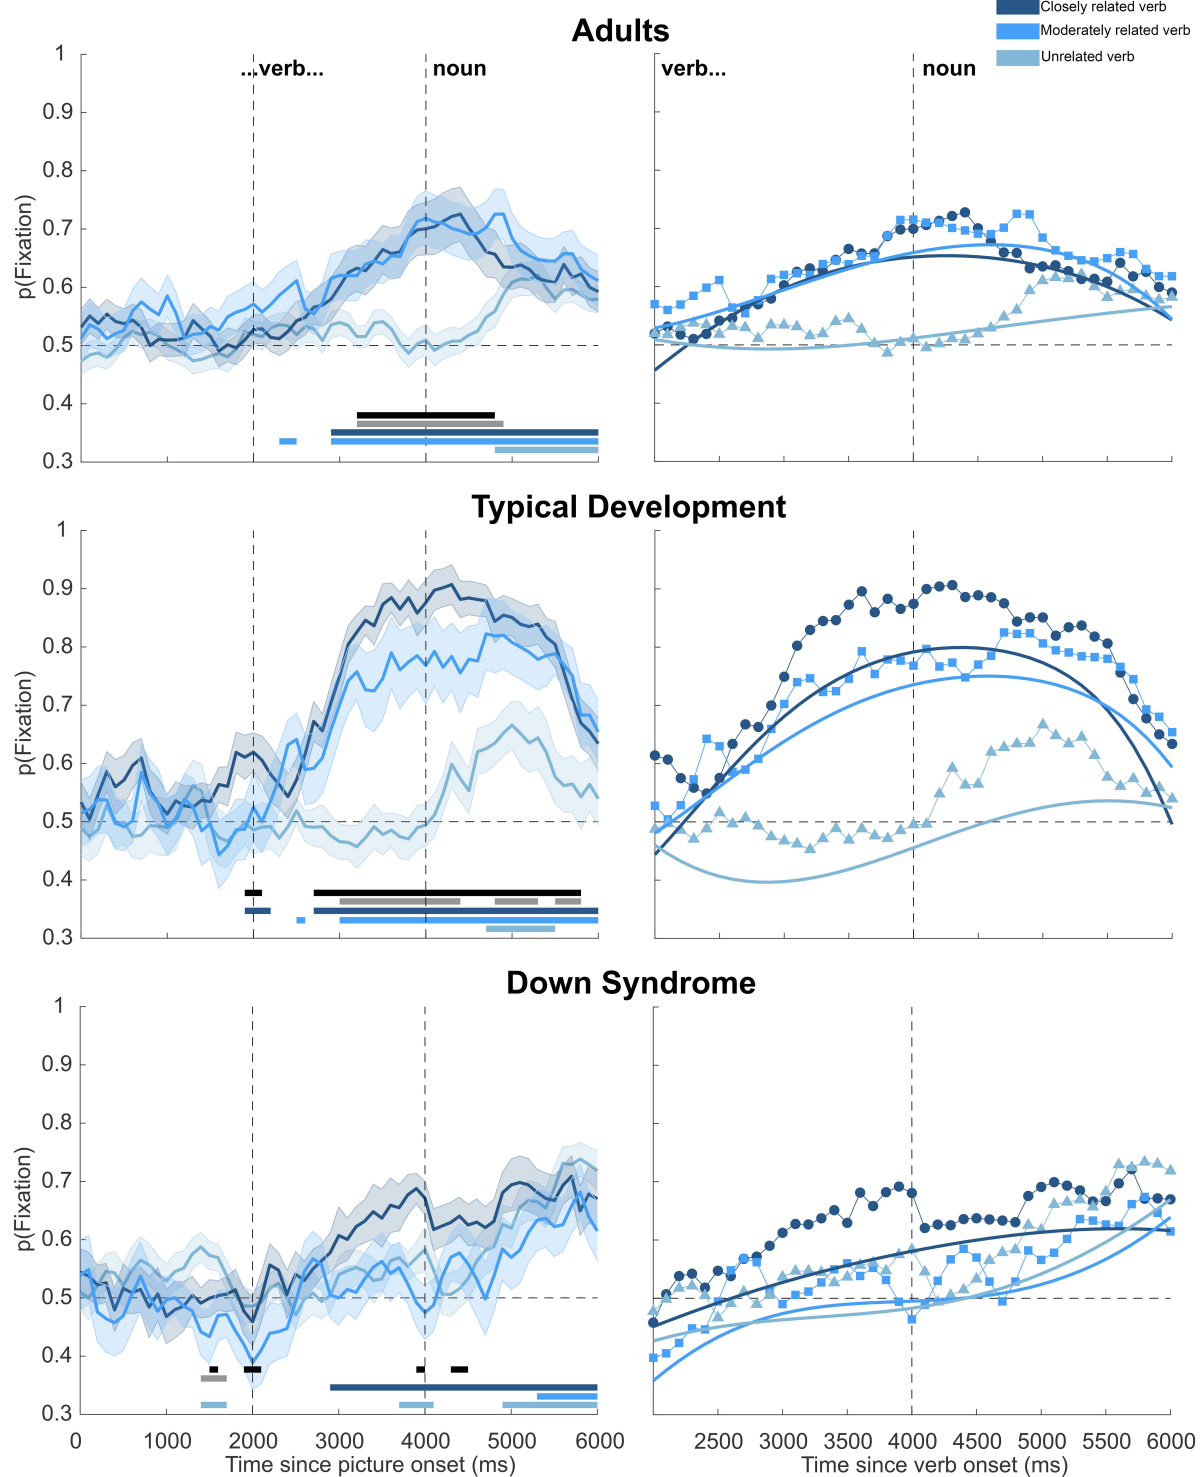 Closely related verb
Moderately related verb
Unrelated verb
Adults
...verb...
noun
verb...
noun
p(Fixation)
1
0.9
0.8
0.7
0.6
0.5
0.4
0.3
Typical Development
p(Fixation)
1
0.9
0.8
0.7
0.6
0.5
0.4
0.3
Down Syndrome
p(Fixation)
1
0.9
0.8
0.7
0.6
0.5
0.4
0.3
0 1000 2000 3000 4000 5000 6000
Time since picture onset (ms)
2500 3000 3500 4000 4500 5000 5500 6000
Time since verb onset (ms)